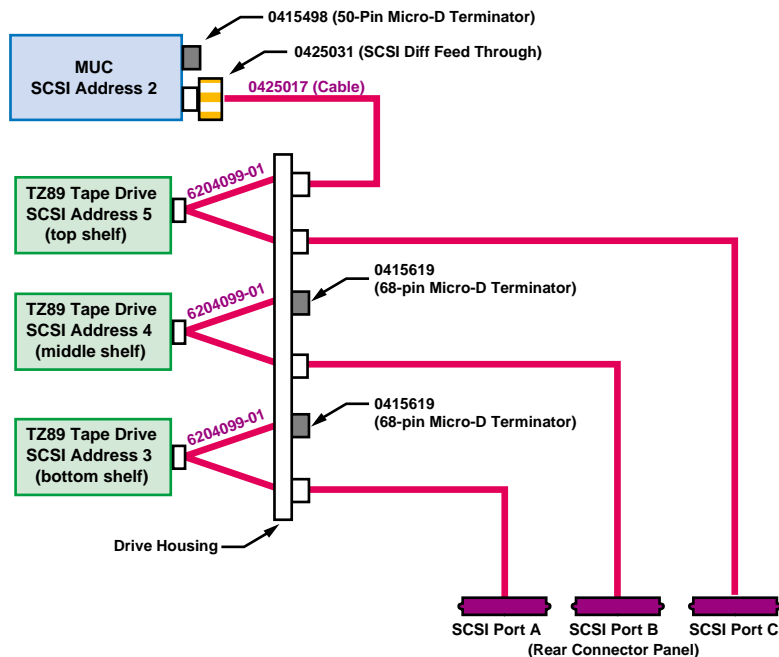 0415498 (50-Pin Micro-D Terminator)
0425031 (SCSI Diff Feed Through)
MUC
SCSI Address 2
0425017 (Cable)
6204099-01
TZ89 Tape Drive
SCSI Address 5
(top shelf)
0415619
(68-pin Micro-D Terminator)
6204099-01
TZ89 Tape Drive
SCSI Address 4
(middle shelf)
0415619
(68-pin Micro-D Terminator)
6204099-01
TZ89 Tape Drive
SCSI Address 3
(bottom shelf)
Drive Housing
SCSI Port A
SCSI Port B
SCSI Port C
(Rear Connector Panel)